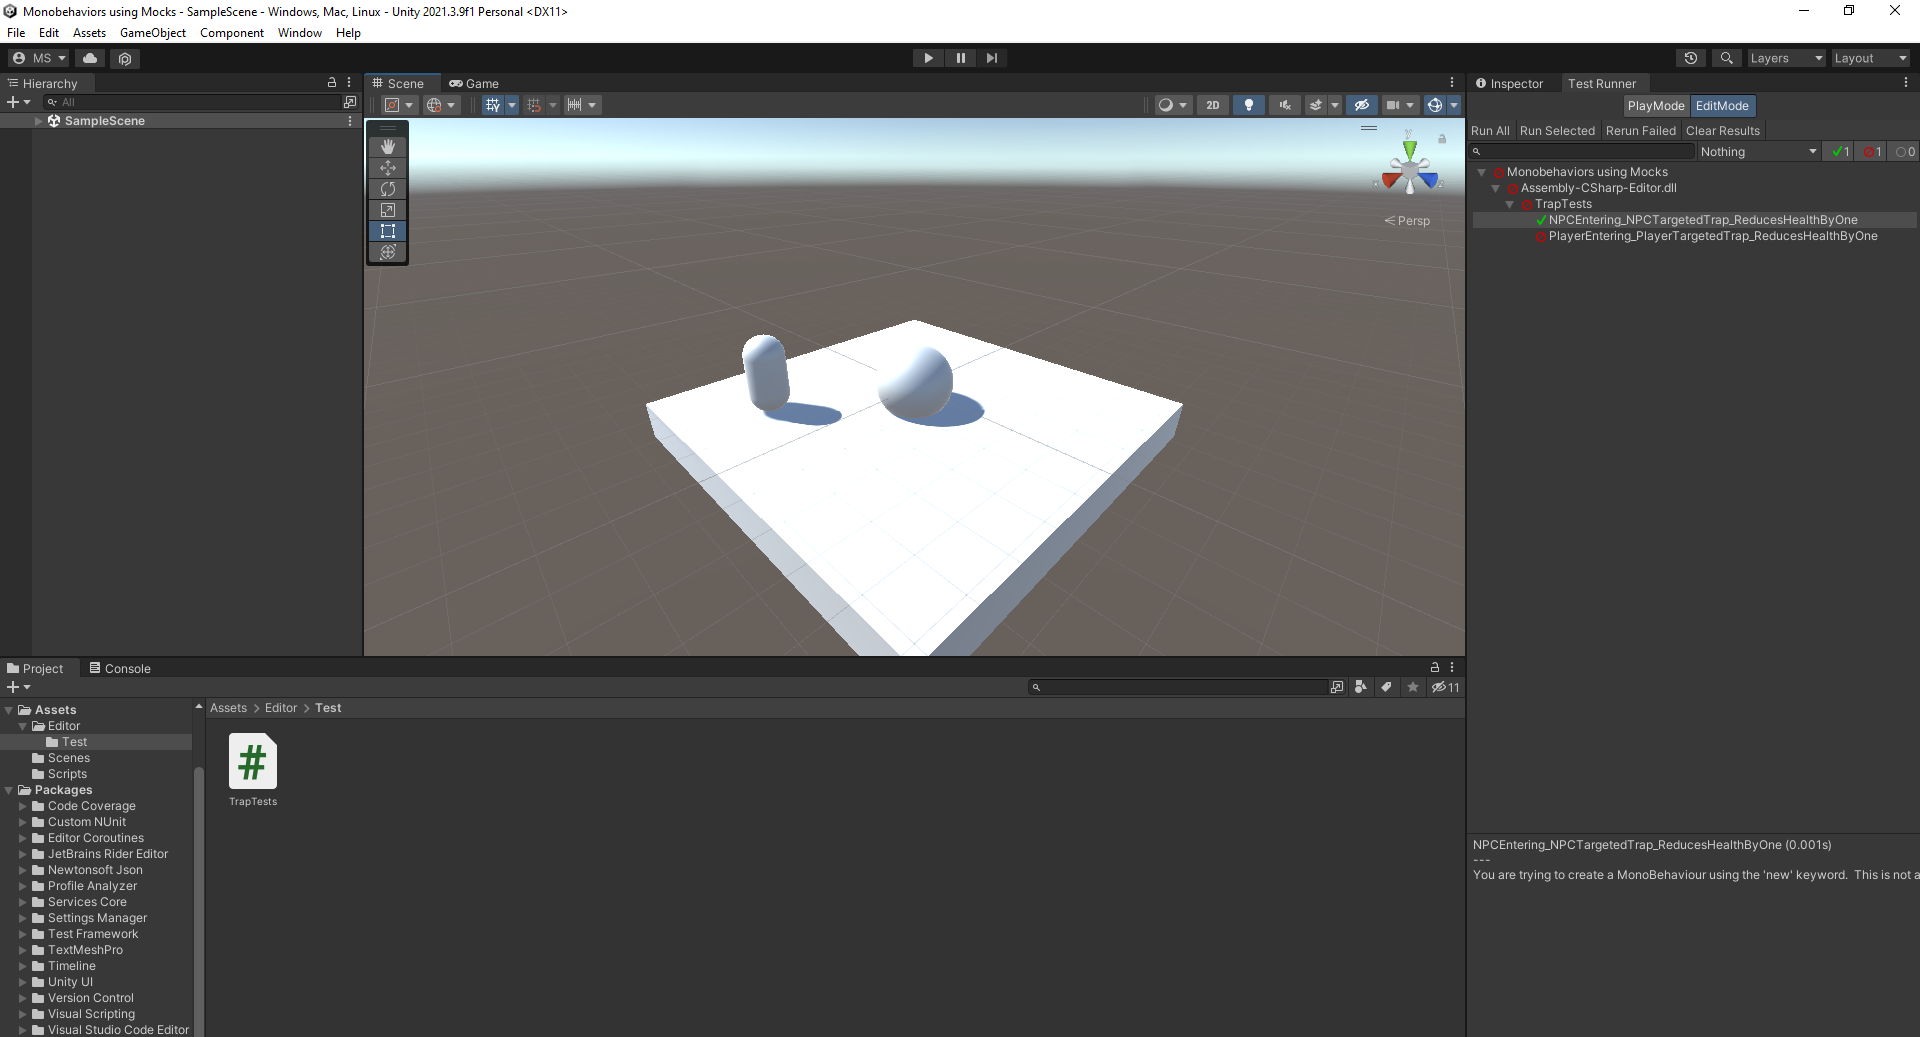 Monobehaviors using Mocks - SampleScene - Windows, Mac, Linux - Unity 2021.3.9f1 Personal <DX11>
File Edit Assets GameObject Component Window Help
MS Layers Layout
Hierarchy
All
SampleScene
Scene Game
2D
y
x
z
Persp
Inspector Test Runner
PlayMode EditMode
Run All Run Selected Rerun Failed Clear Results
Nothing 1 1 0
Monobehaviors using Mocks
Assembly-CSharp-Editor.dll
TrapTests
NPCEntering_NPCTargetedTrap_ReducesHealthByOne
PlayerEntering_PlayerTargetedTrap_ReducesHealthByOne
NPCEntering_NPCTargetedTrap_ReducesHealthByOne (0.001s)
---
You are trying to create a MonoBehaviour using the 'new' keyword.  This is not a
Project Console
11
Assets
Editor
Test
Scenes
Scripts
Packages
Code Coverage
Custom NUnit
Editor Coroutines
JetBrains Rider Editor
Newtonsoft Json
Profile Analyzer
Services Core
Settings Manager
Test Framework
TextMeshPro
Timeline
Unity UI
Version Control
Visual Scripting
Visual Studio Code Editor
Assets > Editor > Test
#
TrapTests